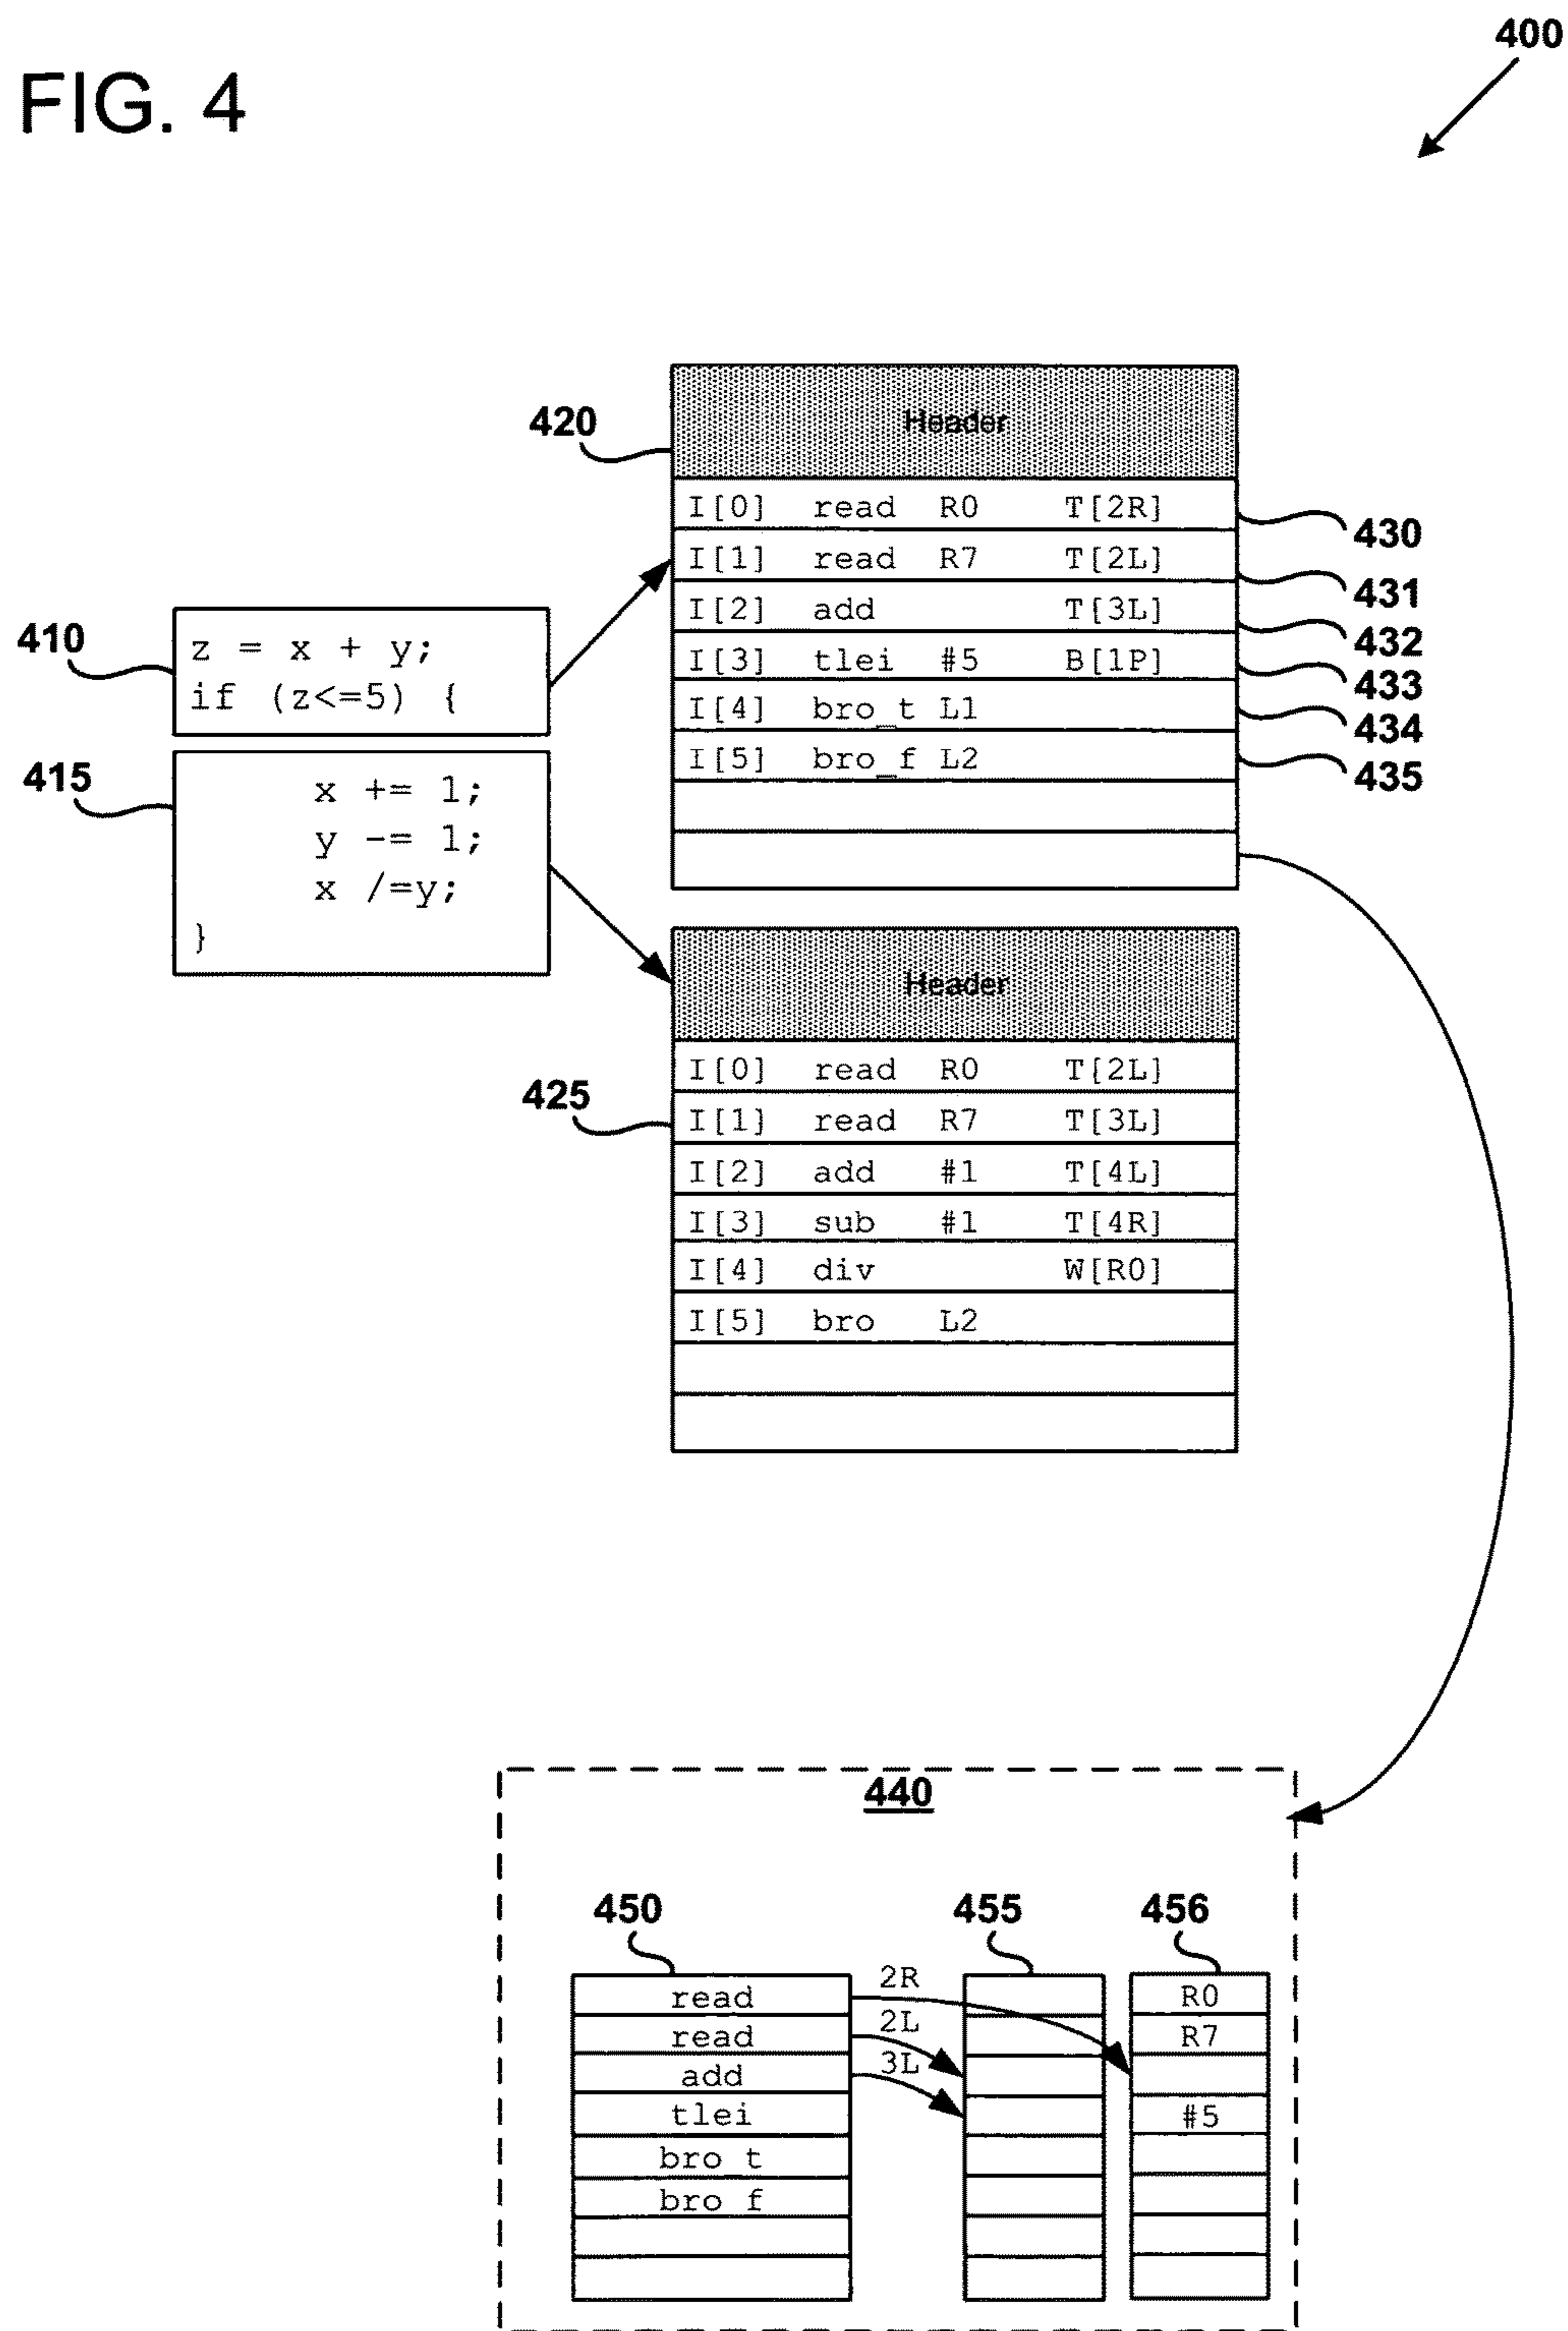 400
FIG. 4
420
Header
I[0] read R0 T[2R]
430
I[1] read R7 T[2L]
431
I[2] add T[3L]
432
I[3] tlei #5 B[1P]
433
I[4] bro_t L1
434
I[5] bro_f L2
435
410
z = x + y;
if (z<=5) {
415
x += 1;
y -= 1;
x /=y;
}
Header
425
I[0] read R0 T[2L]
I[1] read R7 T[3L]
I[2] add #1 T[4L]
I[3] sub #1 T[4R]
I[4] div W[R0]
I[5] bro L2
440
450
455
456
read
2R
R0
read
2L
R7
add
3L
tlei
#5
bro t
bro f